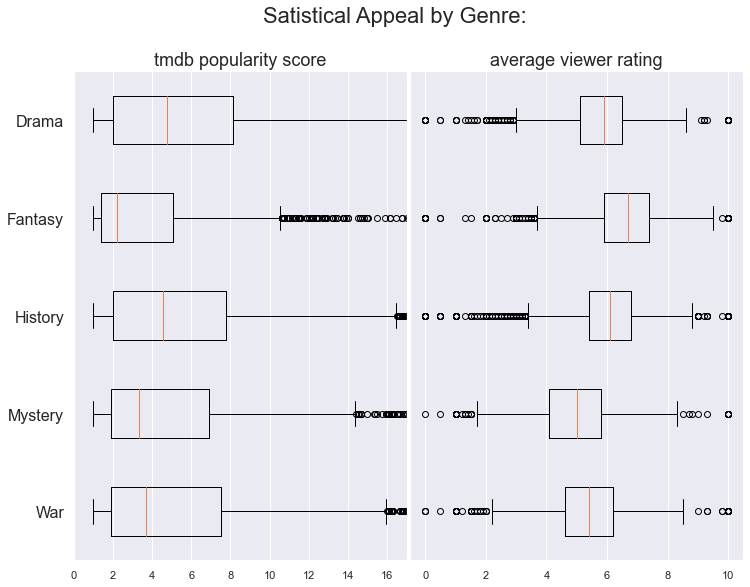 Satistical Appeal by Genre:
tmdb popularity score
average viewer rating
Drama
Fantasy
History
Mystery
War
0 2 4 6 8 10 12 14 16
0 2 4 6 8 10